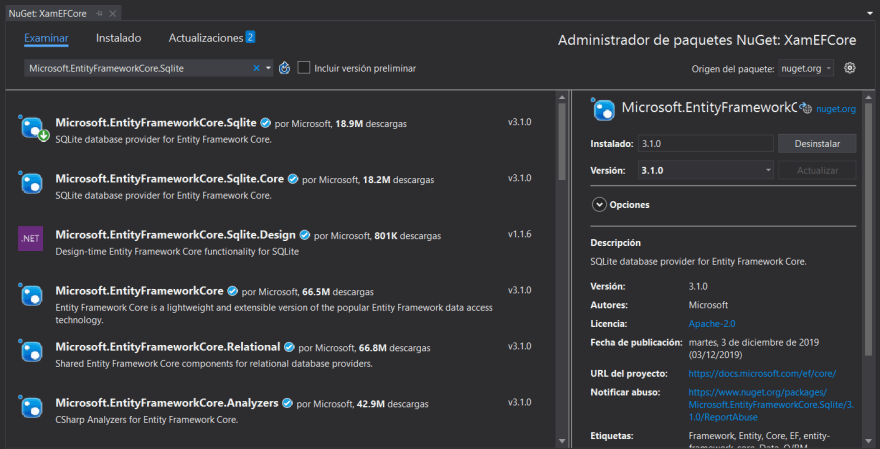 NuGet: XamEFCore
Examinar Instalado Actualizaciones 2
Administrador de paquetes NuGet: XamEFCore
Microsoft.EntityFrameworkCore.Sqlite
Incluir versión preliminar
Origen del paquete: nuget.org
Microsoft.EntityFrameworkCore.Sqlite por Microsoft, 18.9M descargas v3.1.0
SQLite database provider for Entity Framework Core.
Microsoft.EntityFrameworkCore.Sqlite.Core por Microsoft, 18.2M descargas v3.1.0
SQLite database provider for Entity Framework Core.
.NET
Microsoft.EntityFrameworkCore.Sqlite.Design por Microsoft, 801K descargas v1.1.6
Design-time Entity Framework Core functionality for SQLite
Microsoft.EntityFrameworkCore por Microsoft, 66.5M descargas v3.1.0
Entity Framework Core is a lightweight and extensible version of the popular Entity Framework data access
technology.
Microsoft.EntityFrameworkCore.Relational por Microsoft, 66.8M descargas v3.1.0
Shared Entity Framework Core components for relational database providers.
Microsoft.EntityFrameworkCore.Analyzers por Microsoft, 42.9M descargas v3.1.0
CSharp Analyzers for Entity Framework Core.
Microsoft.EntityFrameworkC nuget.org
Instalado: 3.1.0 Desinstalar
Versión: 3.1.0 Actualizar
Opciones
Descripción
SQLite database provider for Entity Framework Core.
Versión: 3.1.0
Autores: Microsoft
Licencia: Apache-2.0
Fecha de publicación: martes, 3 de diciembre de 2019
(03/12/2019)
URL del proyecto: https://docs.microsoft.com/ef/core/
Notificar abuso: https://www.nuget.org/packages/
Microsoft.EntityFrameworkCore.Sqlite/3.
1.0/ReportAbuse
Etiquetas: Framework, Entity, Core, EF, entity-
framework-core, Data, O/RM